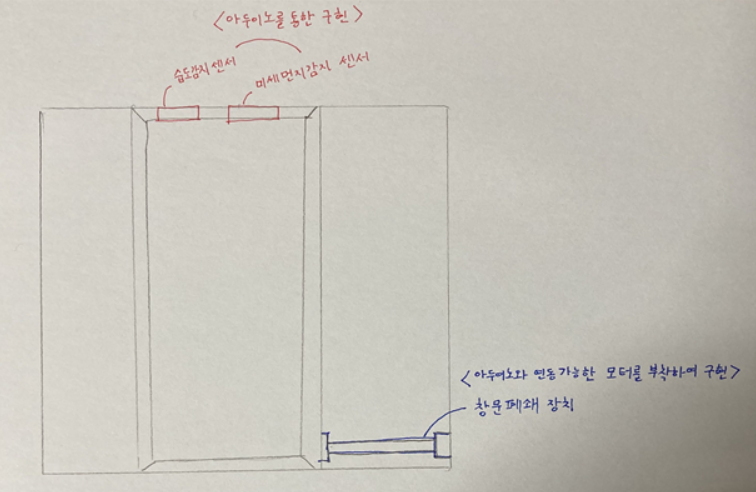 <아두이노를 통한 구현>
습도감지 센서
미세먼지감지 센서
<아두이노와 연동가능한 모터를 부착하여 구현>
창문폐쇄 장치